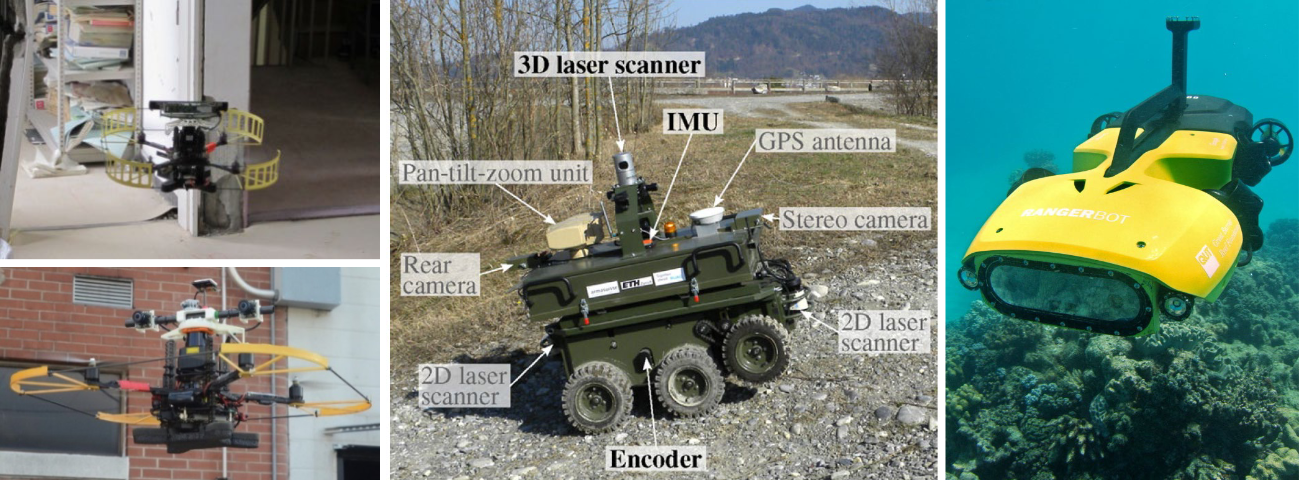 3D laser scanner
IMU
GPS antenna
Pan-tilt-zoom unit
Stereo camera
Rear
camera
ETH
2D laser
scanner
2D laser
scanner
Encoder
RANGERBOT